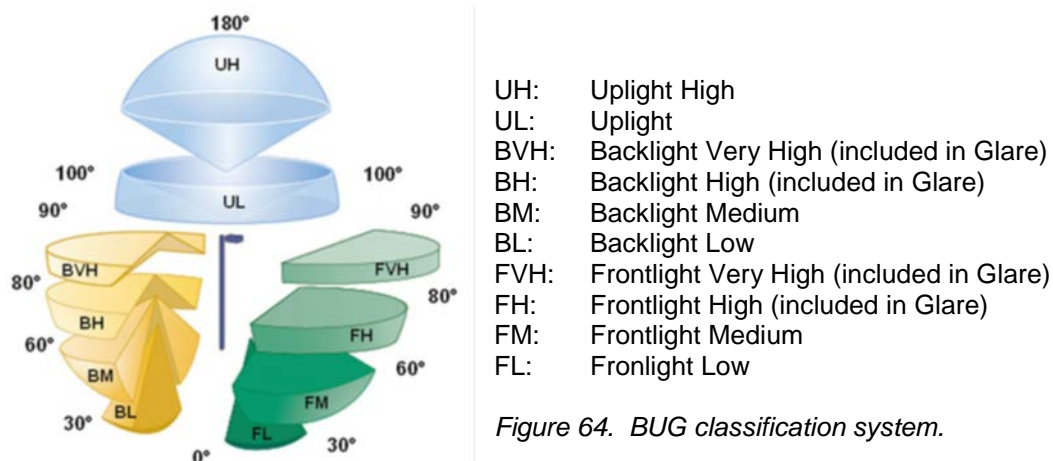 180°
UH
100°
100°
UL
90°
90°
BVH
FVH
80°
80°
BH
FH
60°
60°
BM
FM
BL
FL
30°
30°
0°
UH: Uplight High
UL: Uplight
BVH: Backlight Very High (included in Glare)
BH: Backlight High (included in Glare)
BM: Backlight Medium
BL: Backlight Low
FVH: Frontlight Very High (included in Glare)
FH: Frontlight High (included in Glare)
FM: Frontlight Medium
FL: Fronlight Low
Figure 64. BUG classification system.